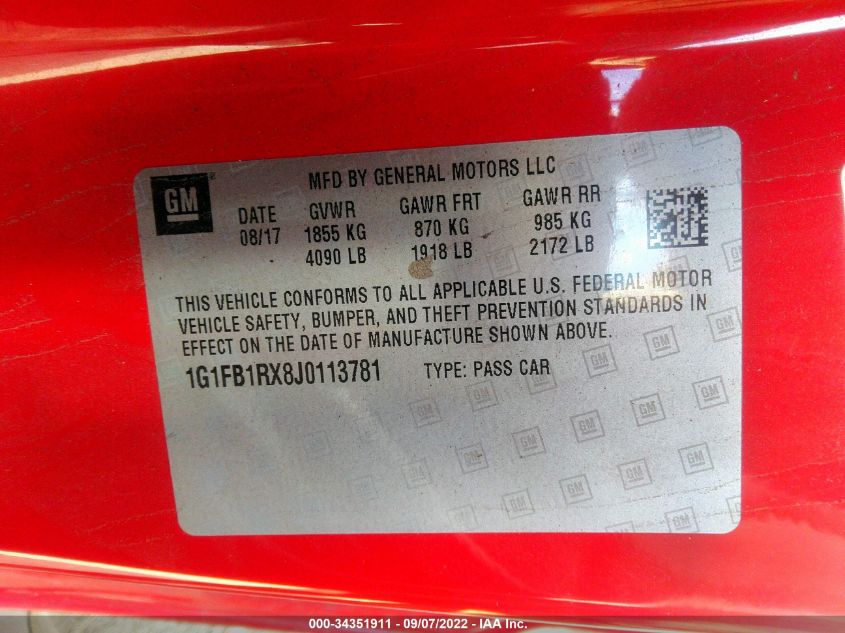 GM
MFD BY GENERAL MOTORS LLC
DATE GVWR GAWR FRT GAWR RR
08/17 1855 KG 870 KG 985 KG
4090 LB 1918 LB 2172 LB
THIS VEHICLE CONFORMS TO ALL APPLICABLE U.S. FEDERAL MOTOR
VEHICLE SAFETY, BUMPER, AND THEFT PREVENTION STANDARDS IN
EFFECT ON THE DATE OF MANUFACTURE SHOWN ABOVE.
1G1FB1RX8J0113781 TYPE: PASS CAR
000-34351911 - 09/07/2022 - IAA Inc.